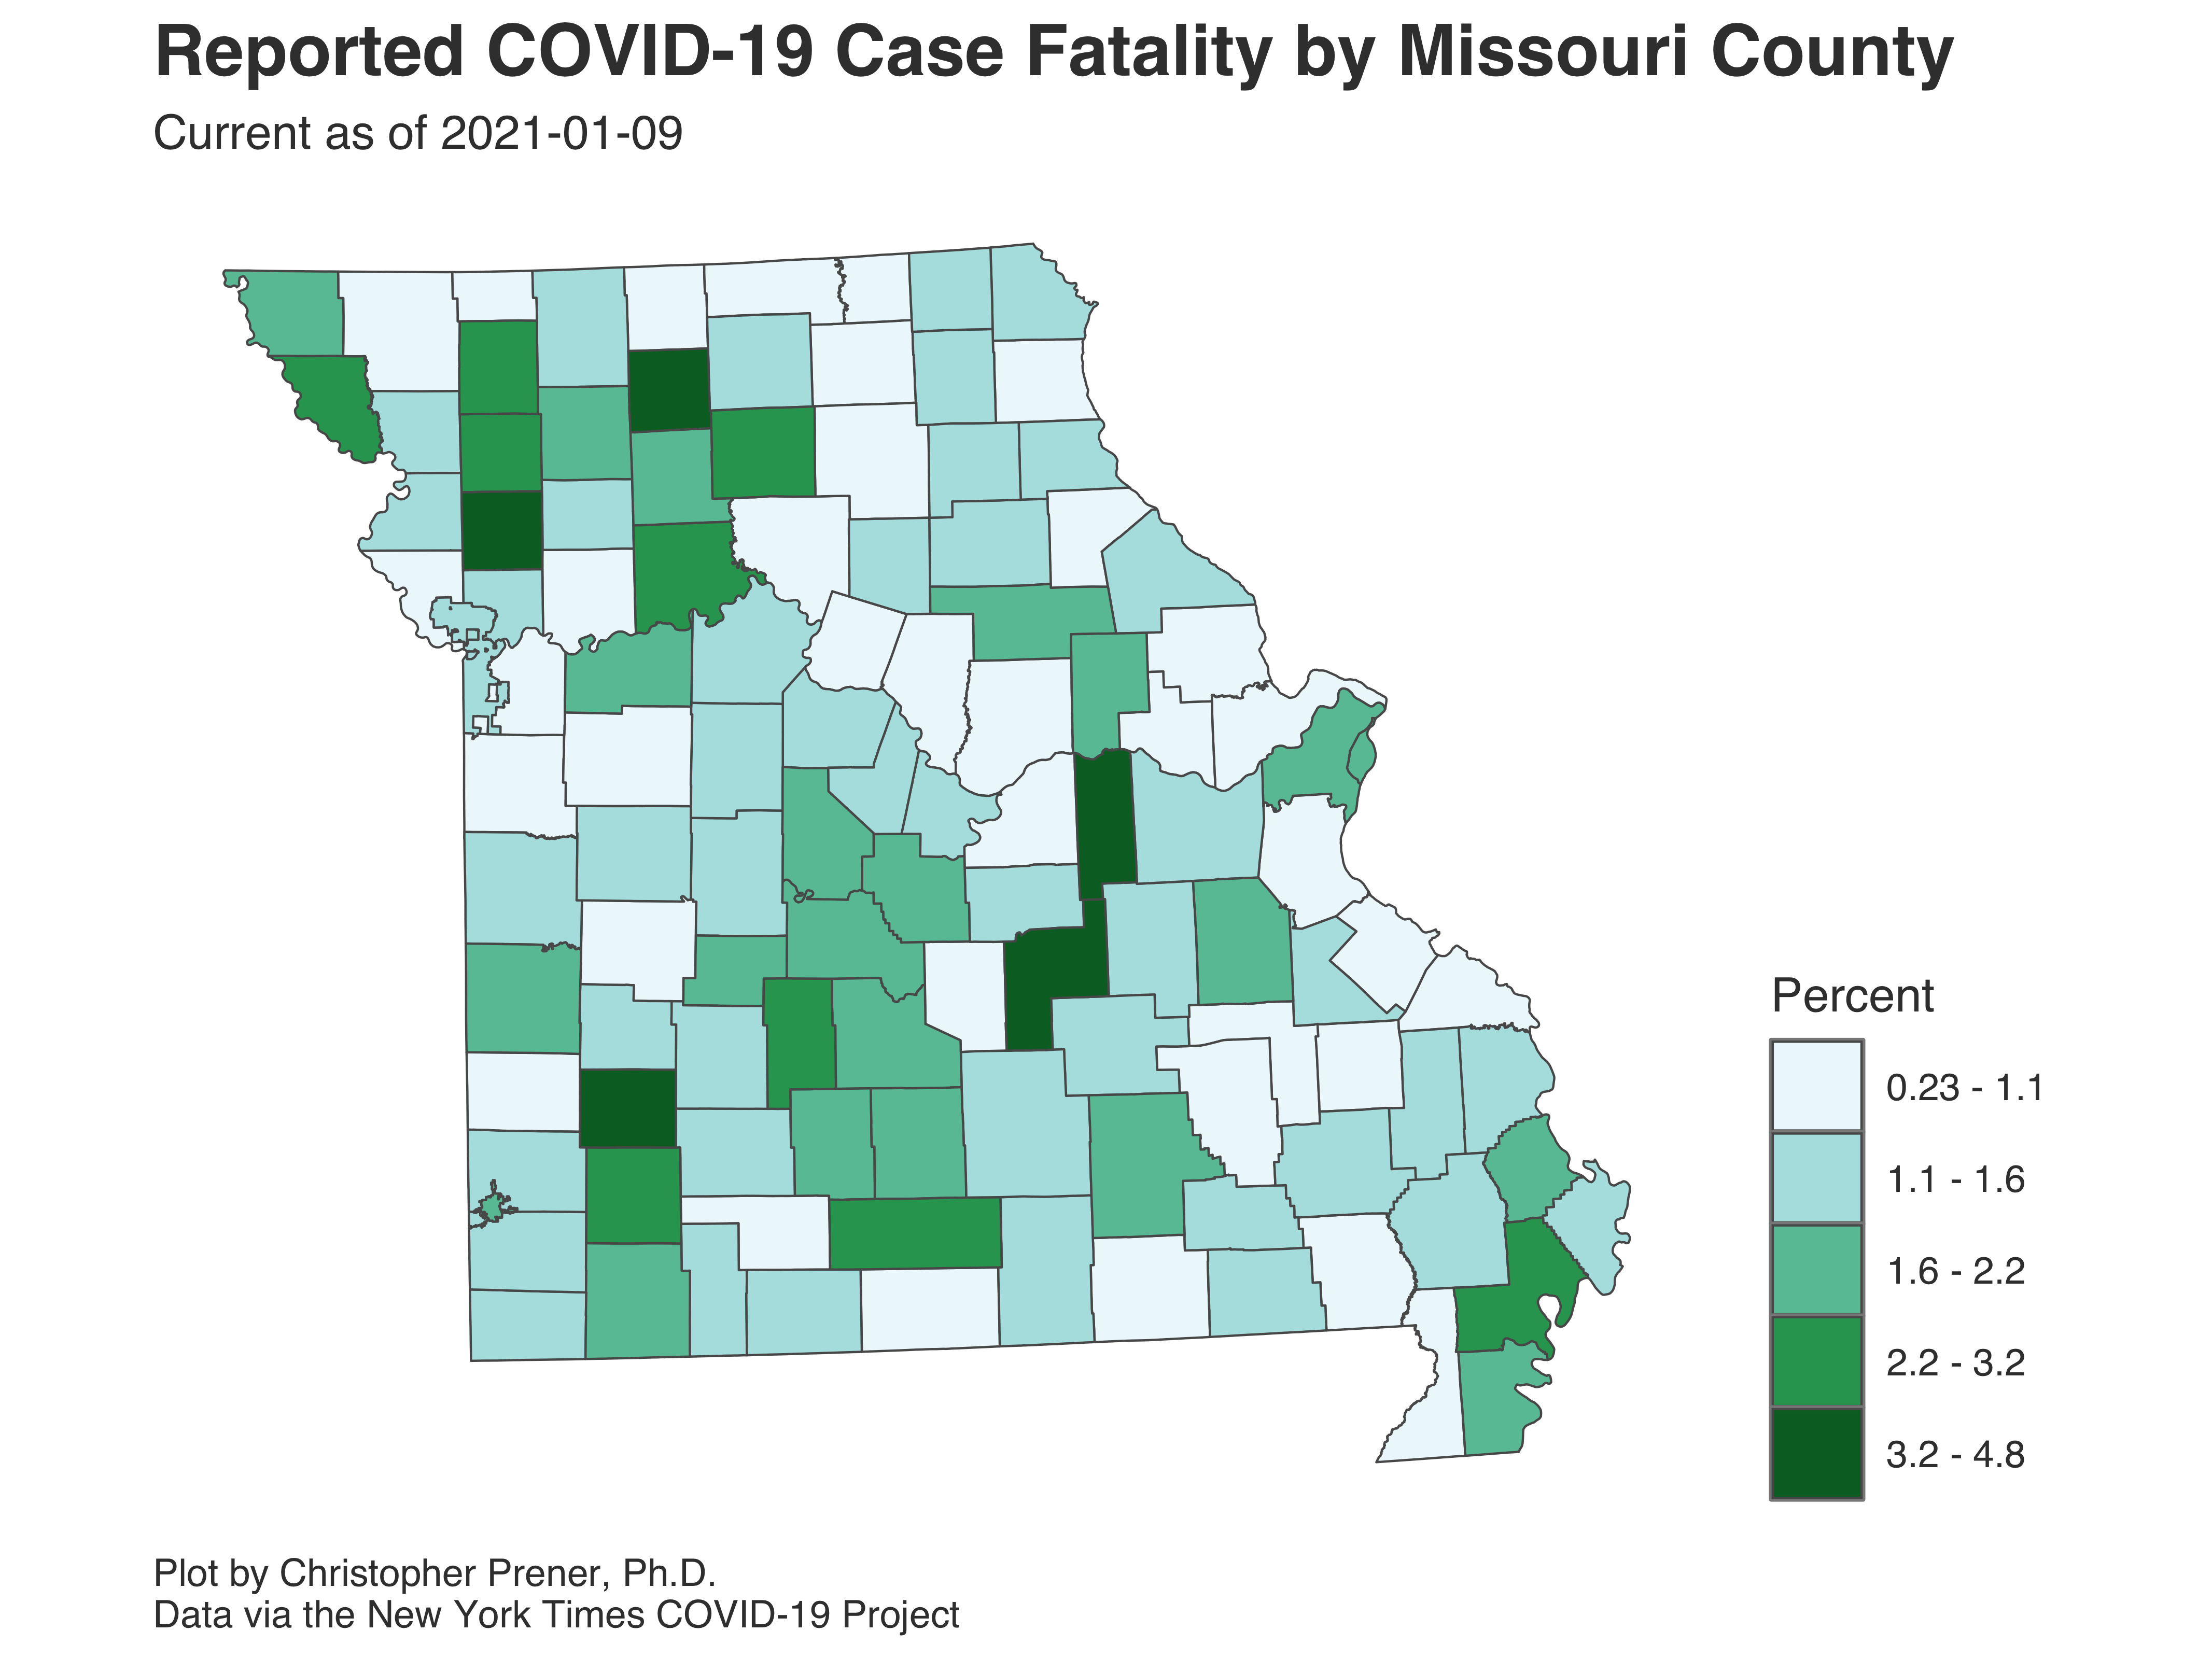 Reported COVID-19 Case Fatality by Missouri County
Current as of 2021-01-09
Percent
0.23 - 1.1
1.1 - 1.6
1.6 - 2.2
2.2 - 3.2
3.2 - 4.8
Plot by Christopher Prener, Ph.D.
Data via the New York Times COVID-19 Project